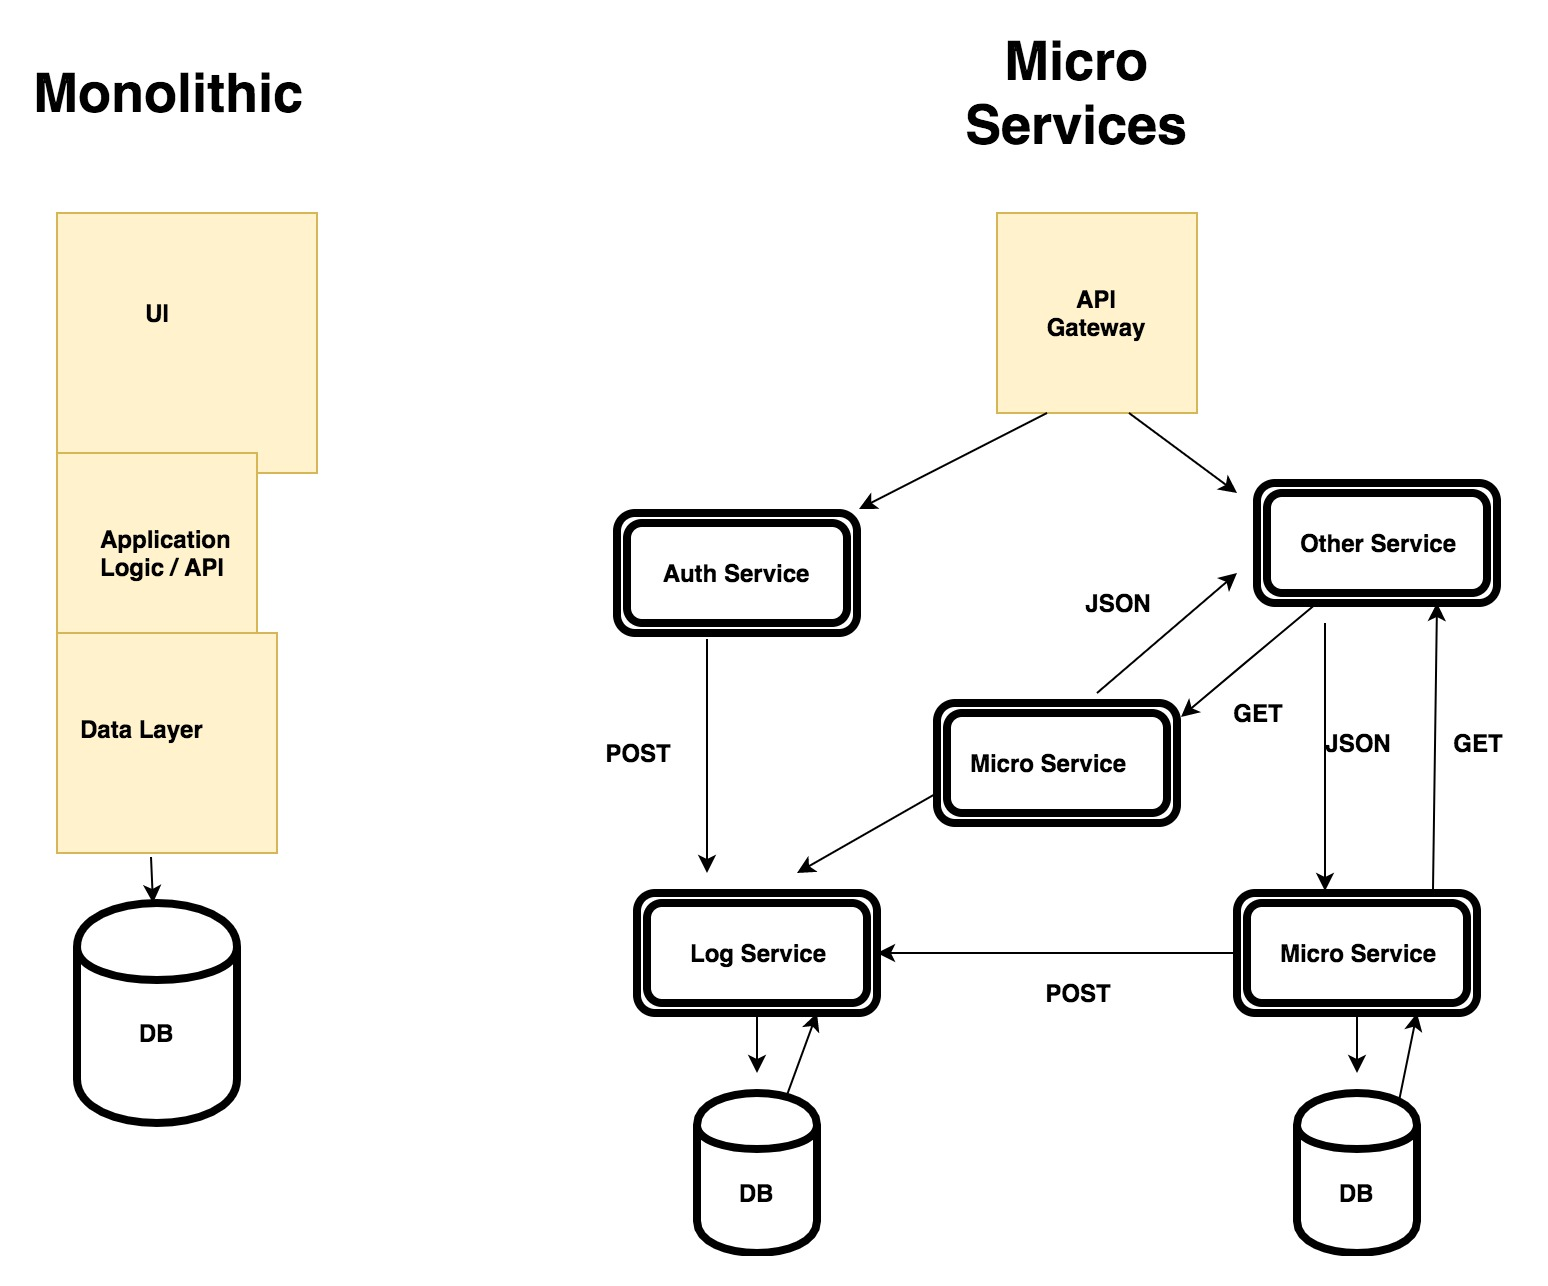 Monolithic
Micro
Services
UI
Application
Logic / API
Data Layer
DB
API
Gateway
Auth Service
Other Service
JSON
GET
JSON
GET
POST
Micro Service
Log Service
Micro Service
POST
DB
DB